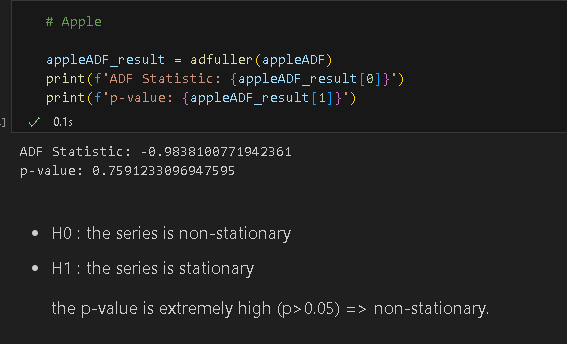 # Apple
appleADF_result = adfuller(appleADF)
print(f'ADF Statistic: {appleADF_result[0]}')
print(f'p-value: {appleADF_result[1]}')
✓ 0.1s
ADF Statistic: -0.9838100771942361
p-value: 0.7591233096947595
• H0 : the series is non-stationary
• H1 : the series is stationary
the p-value is extremely high (p>0.05) => non-stationary.